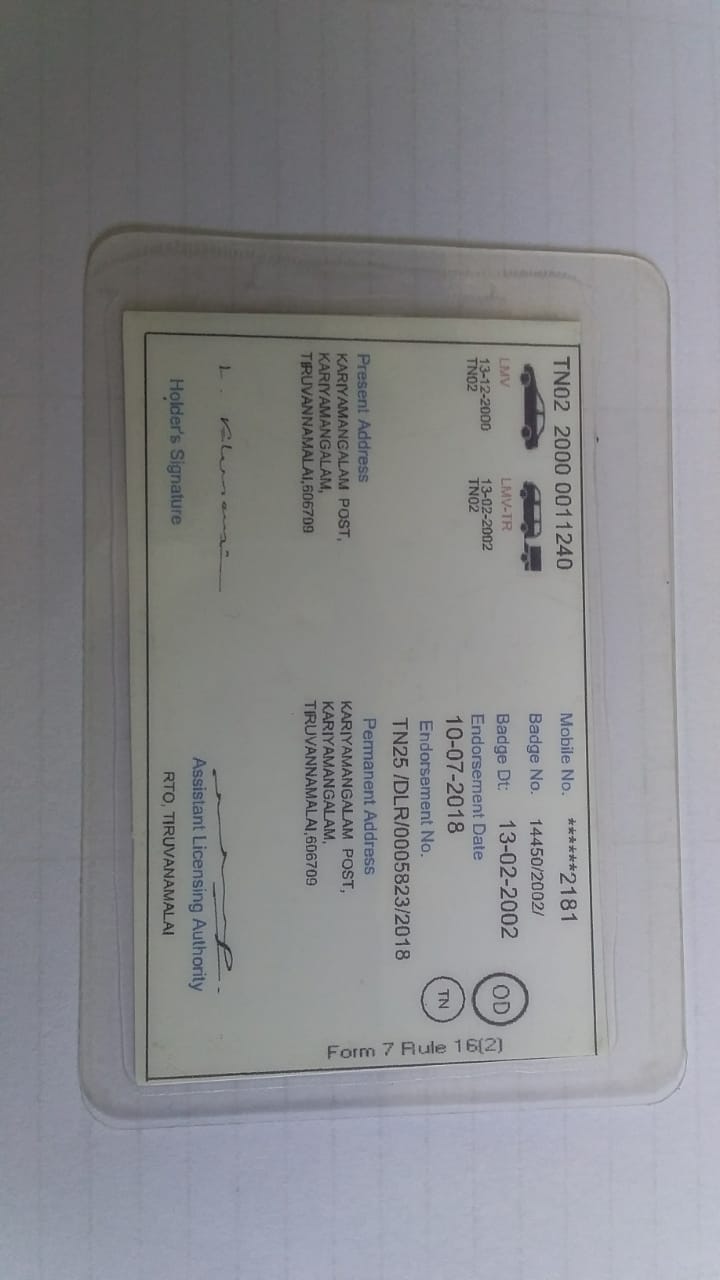 TN02 2000 0011240
LMV
13-12-2000
TN02
LMV-TR
13-02-2002
TN02
Mobile No. ******2181
Badge No. 14450/2002/
Badge Dt: 13-02-2002
Endorsement Date
10-07-2018
Endorsement No.
TN25 /DLR/0005823/2018
OD
TN
Present Address
KARIYAMANGALAM POST,
KARIYAMANGALAM,
TIRUVANNAMALAI,606709
Permanent Address
KARIYAMANGALAM POST,
KARIYAMANGALAM,
TIRUVANNAMALAI,606709
Holder's Signature
Assistant Licensing Authority
RTO, TIRUVANAMALAI
Form 7 Rule 16(2)